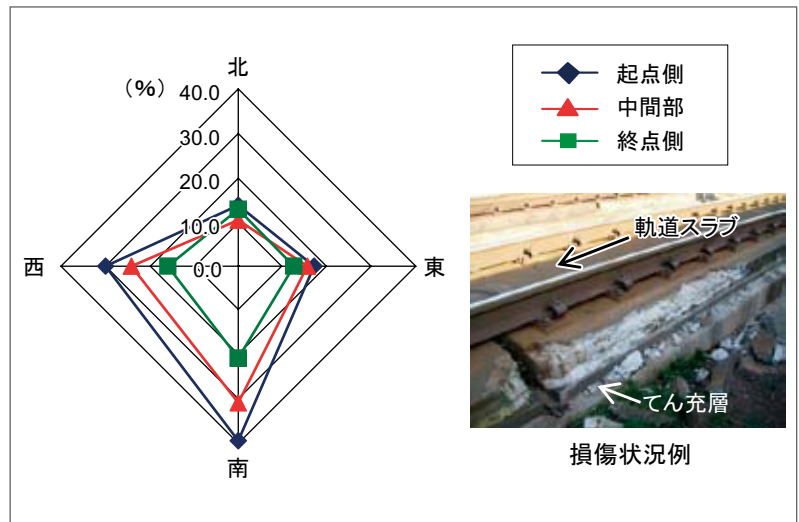 北
(%)
40.0
30.0
20.0
10.0
0.0
西
東
南
起点側
中間部
終点側
軌道スラブ
てん充層
損傷状況例